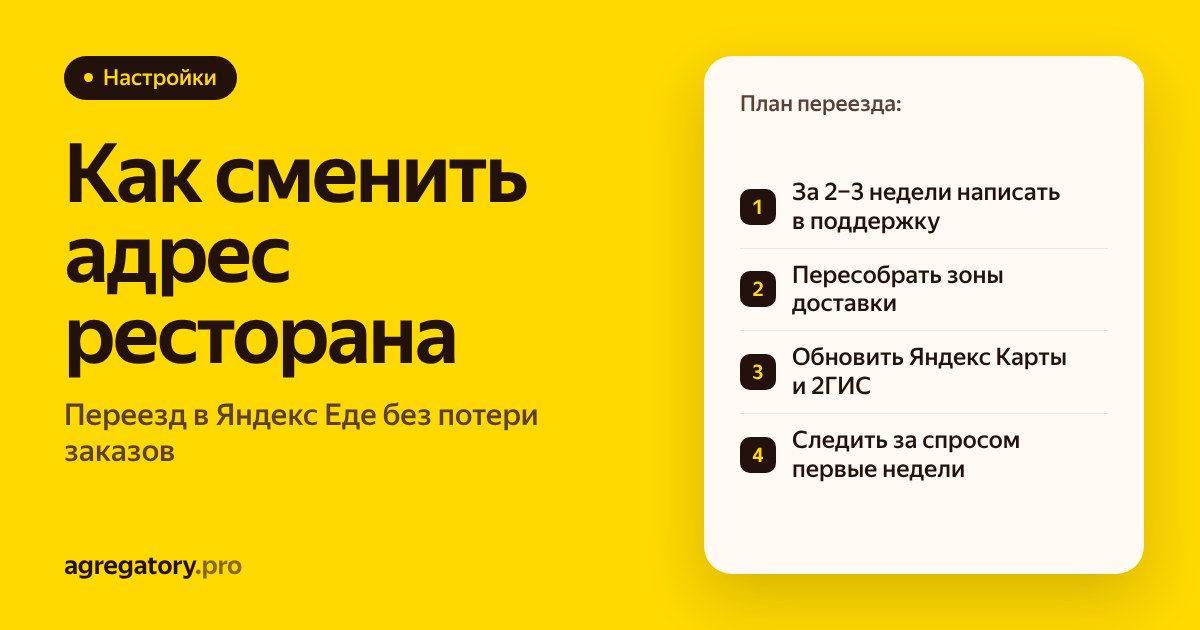 Настройки
Как сменить
адрес
ресторана
Переезд в Яндекс Еде без потери
заказов
agregatory.pro
План переезда:
1 За 2–3 недели написать
в поддержку
2 Пересобрать зоны
доставки
3 Обновить Яндекс Карты
и 2ГИС
4 Следить за спросом
первые недели